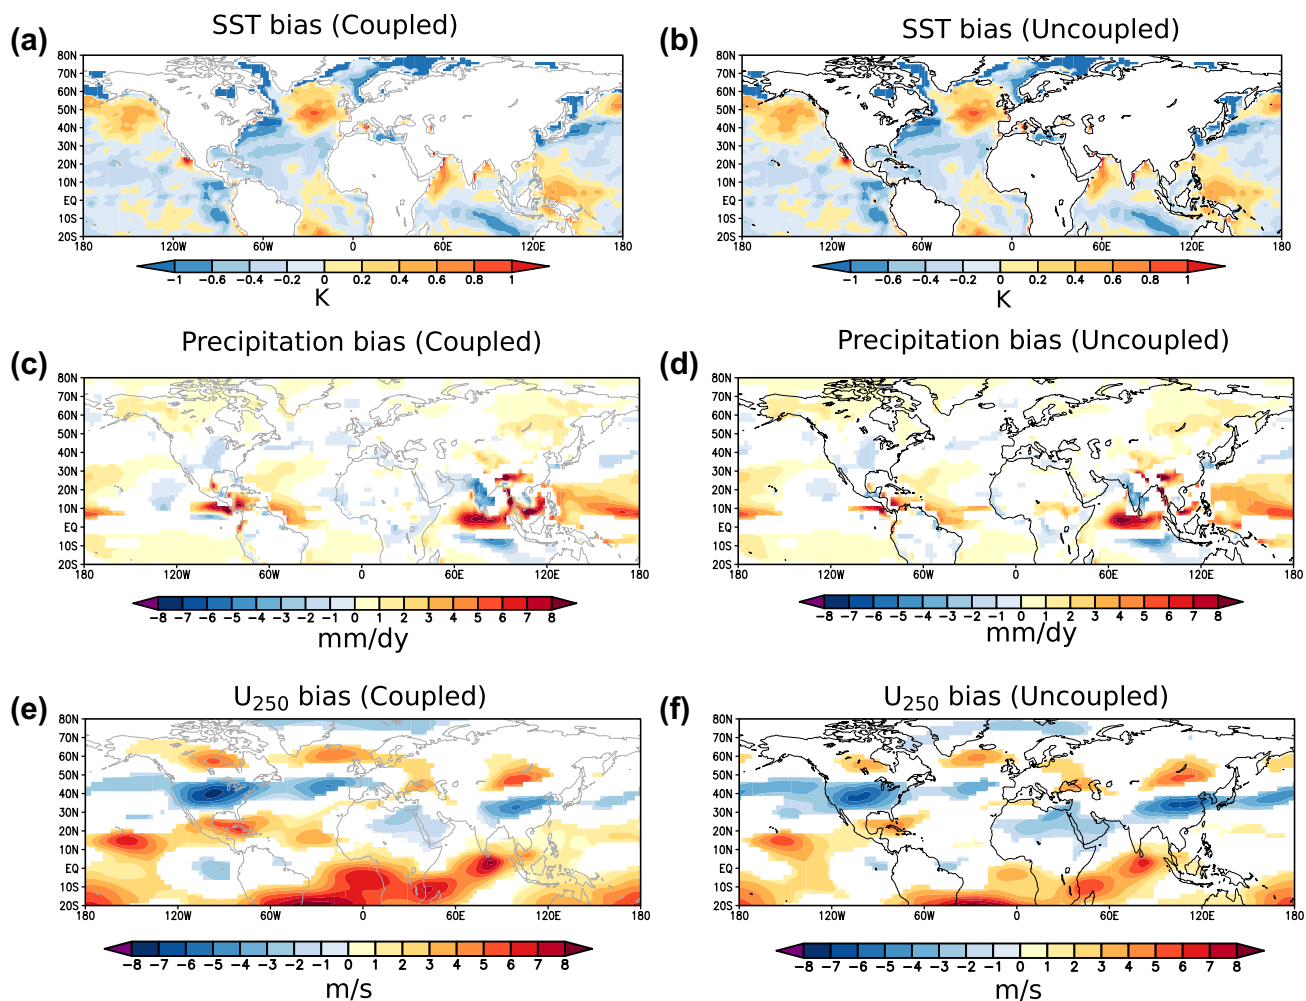 (a) SST bias (Coupled)
80N
70N
60N
50N
40N
30N
20N
10N
EQ
10S
20S
180 120W 60W 0 60E 120E 180
-1 -0.6 -0.4 -0.2 0 0.2 0.4 0.6 0.8 1
K
(b) SST bias (Uncoupled)
80N
70N
60N
50N
40N
30N
20N
10N
EQ
10S
20S
180 120W 60W 0 60E 120E 180
-1 -0.6 -0.4 -0.2 0 0.2 0.4 0.6 0.8 1
K
(c) Precipitation bias (Coupled)
80N
60N
50N
40N
30N
20N
10N
EQ
10S
20S
180 120W 60W 0 60E 120E 180
-8 -7 -6 -5 -4 -3 -2 -1 0 1 2 3 4 5 6 7 8
mm/dy
(d) Precipitation bias (Uncoupled)
80N
60N
50N
40N
30N
20N
10N
EQ
10S
20S
180 120W 60W 0 60E 120E 180
-8 -7 -6 -5 -4 -3 -2 -1 0 1 2 3 4 5 6 7 8
mm/dy
(e) U250 bias (Coupled)
80N
60N
50N
40N
30N
20N
10N
EQ
10S
20S
180 120W 60W 0 60E 120E 180
-8 -7 -6 -5 -4 -3 -2 -1 0 1 2 3 4 5 6 7 8
m/s
(f) U250 bias (Uncoupled)
80N
60N
50N
40N
30N
20N
10N
EQ
10S
20S
180 120W 60W 0 60E 120E 180
-8 -7 -6 -5 -4 -3 -2 -1 0 1 2 3 4 5 6 7 8
m/s